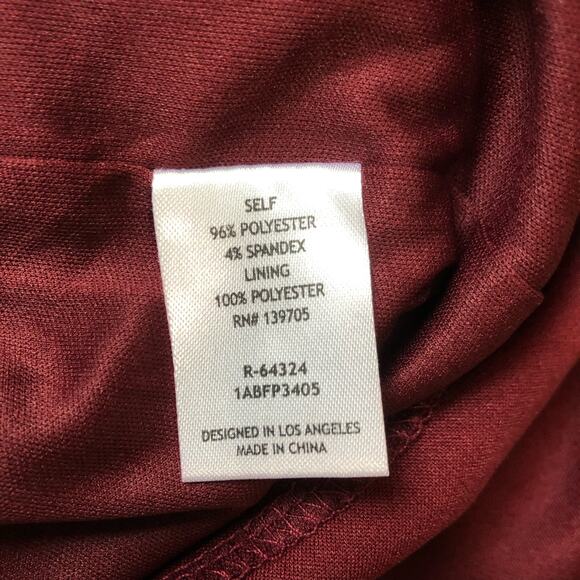 SELF
96% POLYESTER
4% SPANDEX
LINING
100% POLYESTER
RN# 139705
R-64324
1ABFP3405
DESIGNED IN LOS ANGELES
MADE IN CHINA